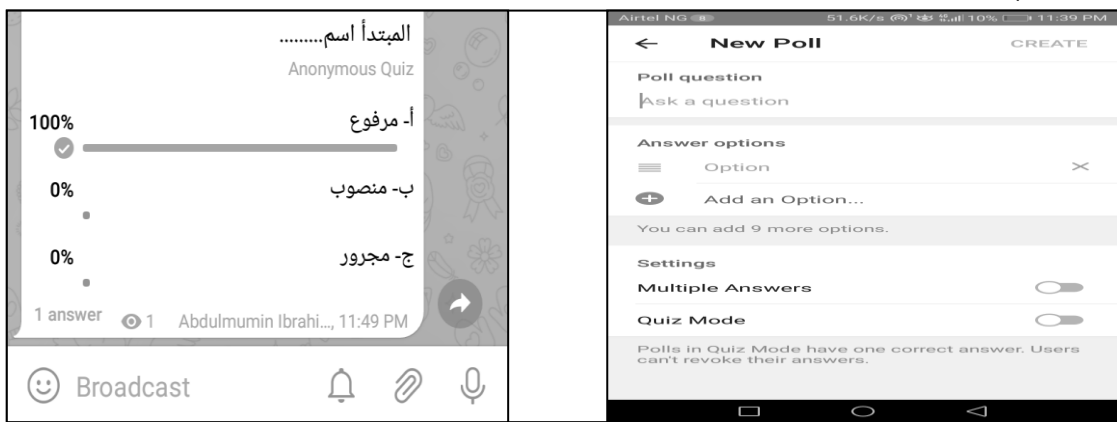 المبتدأ اسم.........
Anonymous Quiz
100% أ- مرفوع
0% ب- منصوب
0% ج- مجرور
1 answer 1 Abdulmumin Ibrahi..., 11:49 PM
Broadcast
Airtel NG 51.6K/s 10% 11:39 PM
New Poll CREATE
Poll question
Ask a question
Answer options
Option
Add an Option...
You can add 9 more options.
Settings
Multiple Answers
Quiz Mode
Polls in Quiz Mode have one correct answer. Users
can't revoke their answers.